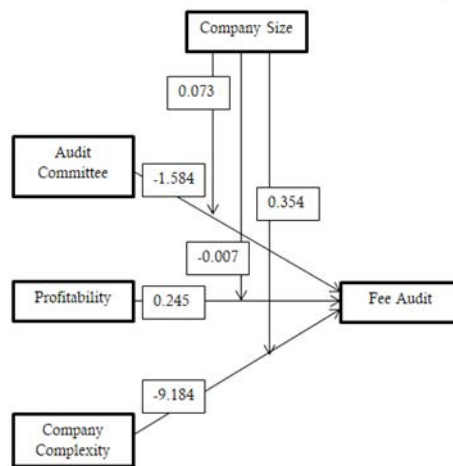 Company Size
0.073
Audit
Committee
-1.584
0.354
-0.007
Profitability
0.245
Fee Audit
-9.184
Company
Complexity